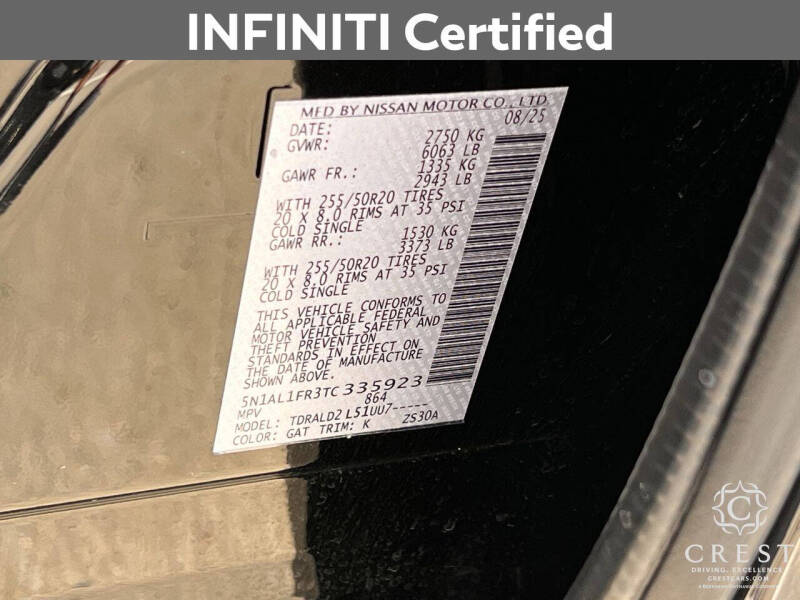 INFINITI Certified
MFD BY NISSAN MOTOR CO., LTD.
DATE: 08/25
GVWR: 2750 KG
6063 LB
GAWR FR.: 1335 KG
2943 LB
WITH 255/50R20 TIRES
20 X 8.0 RIMS AT 35 PSI
COLD SINGLE
GAWR RR.: 1530 KG
3373 LB
WITH 255/50R20 TIRES
20 X 8.0 RIMS AT 35 PSI
COLD SINGLE
THIS VEHICLE CONFORMS TO
ALL APPLICABLE FEDERAL
MOTOR VEHICLE SAFETY AND
THEFT PREVENTION
STANDARDS IN EFFECT ON
THE DATE OF MANUFACTURE
SHOWN ABOVE.
5N1AL1FR3TC335923
MPV 864
MODEL: TDRALD2 L51UU7-----
COLOR: GAT TRIM: K ZS30A
CREST
DRIVING. EXCELLENCE.
CRESTCARS.COM